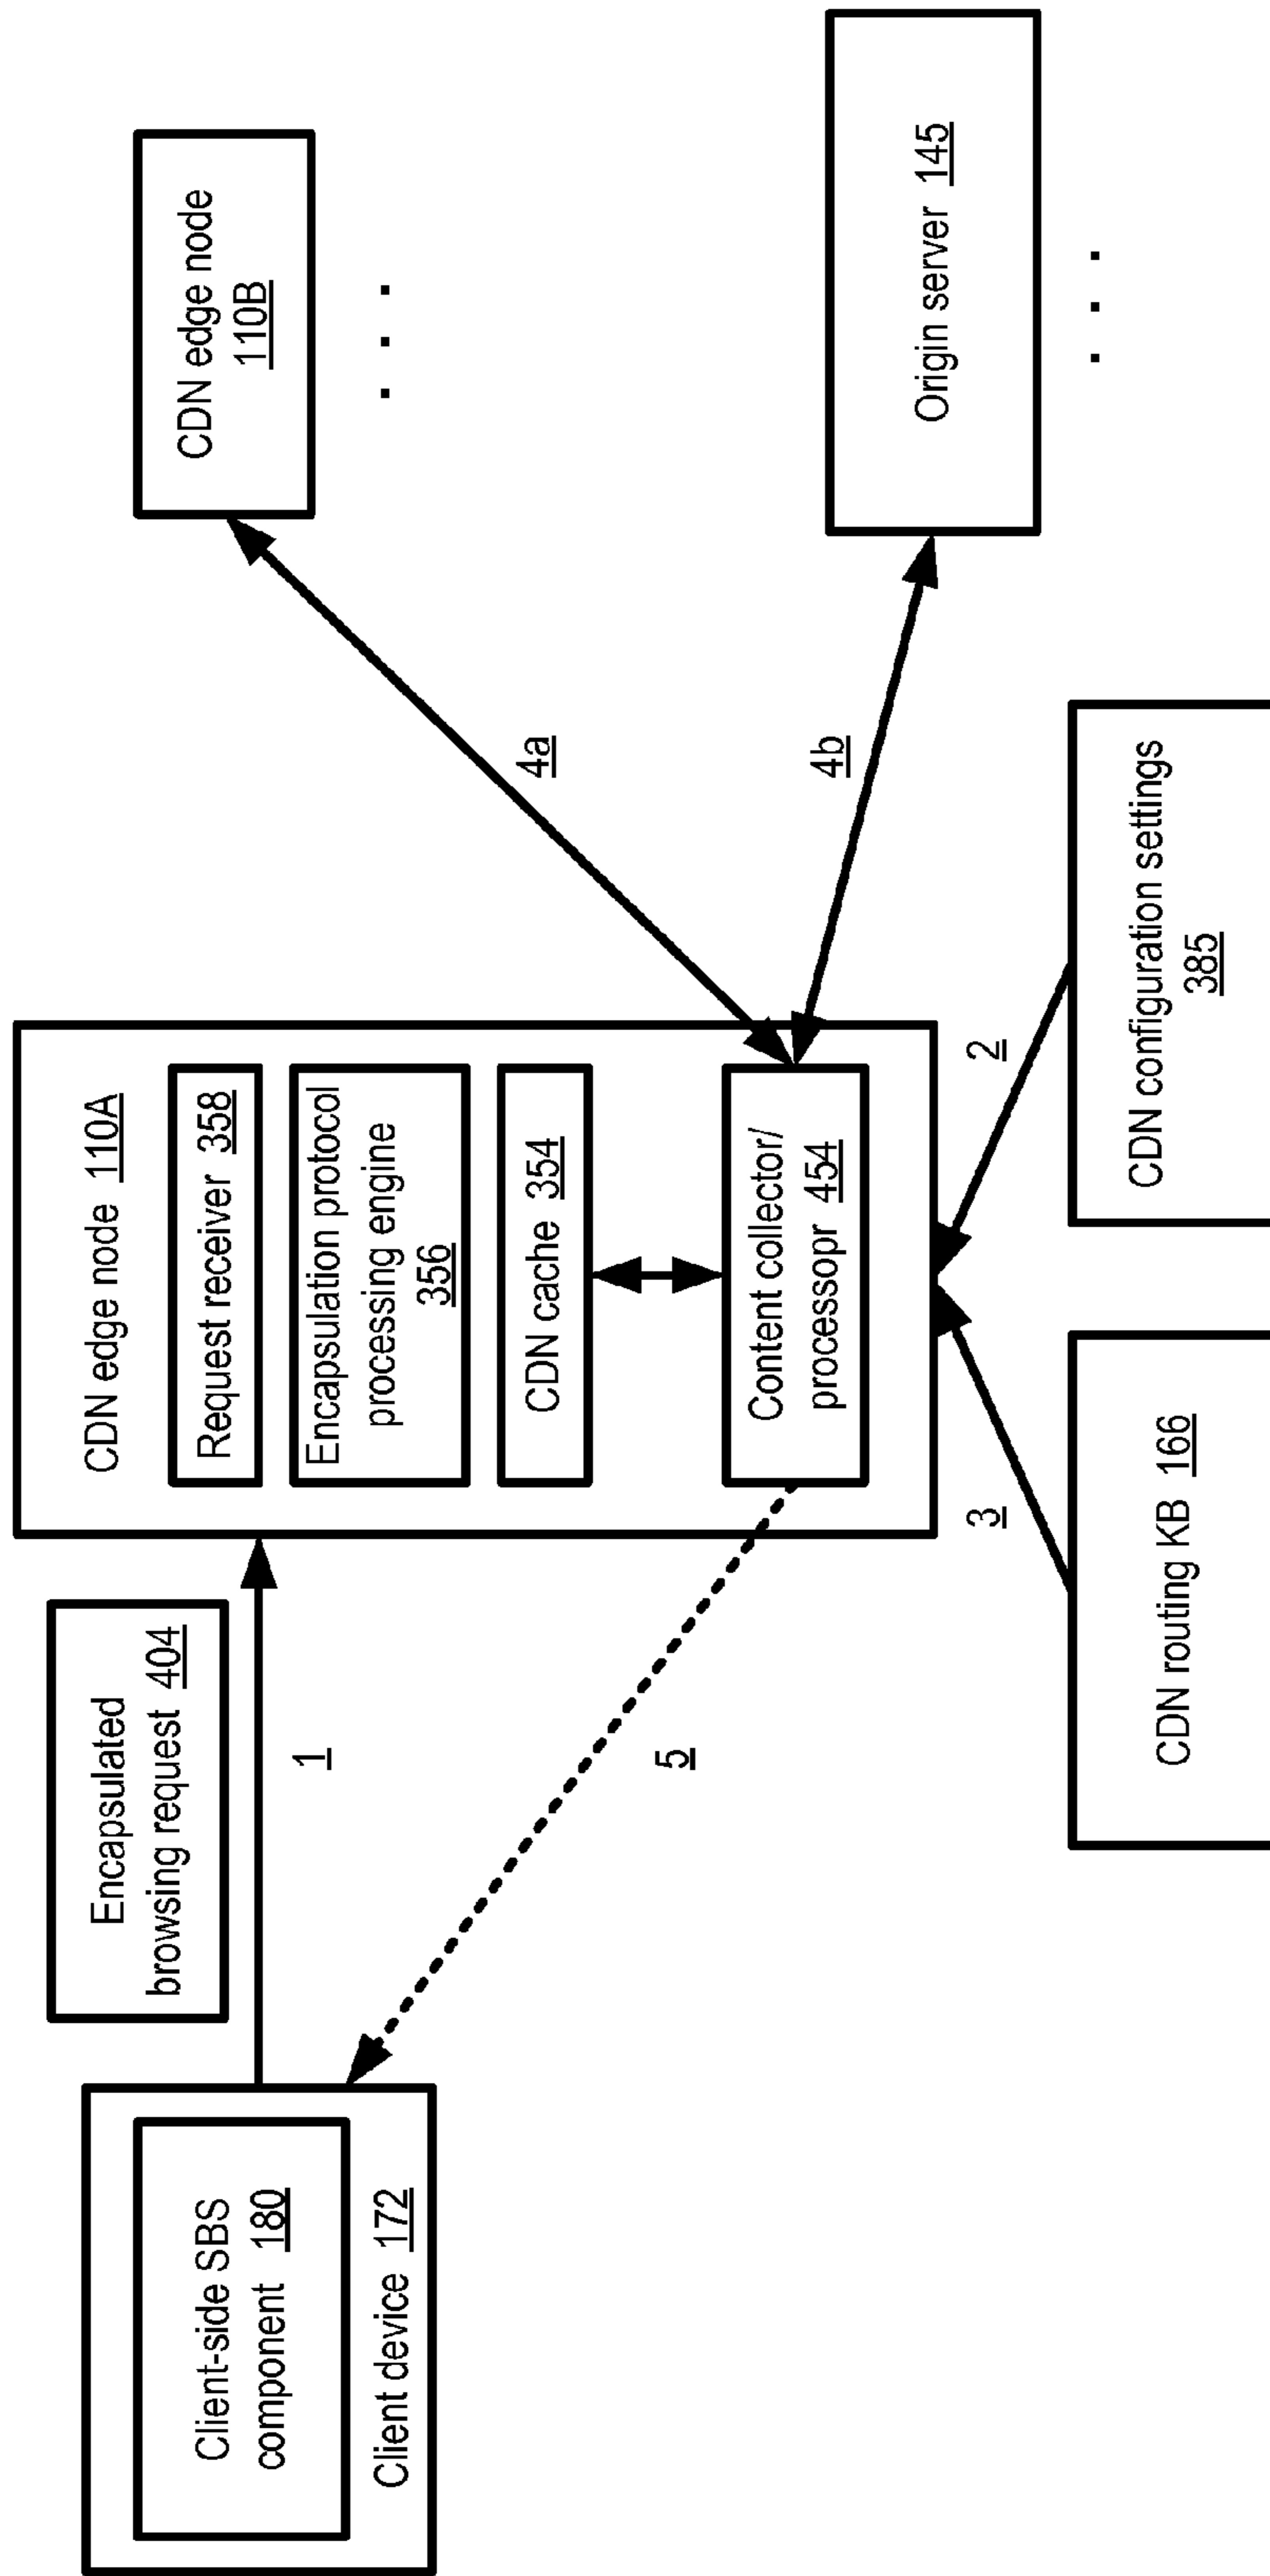 Client-side SBS
component 180
Client device 172
Encapsulated
browsing request 404
1
5
CDN edge node 110A
Request receiver 358
Encapsulation protocol
processing engine
356
CDN cache 354
Content collector/
processopr 454
3
2
CDN routing KB 166
CDN configuration settings
385
4a
4b
CDN edge node
110B
. . .
Origin server 145
. . .